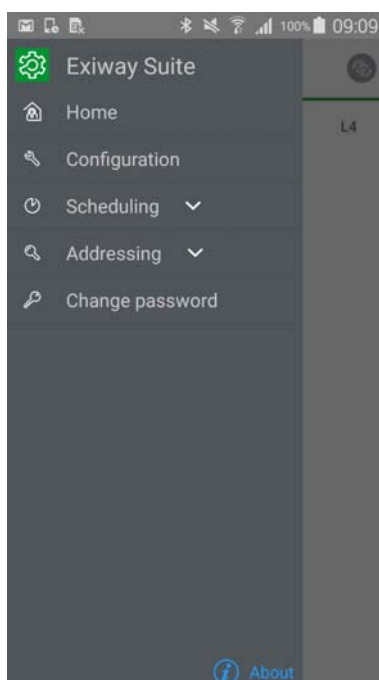 100% 09:09
Exiway Suite
Home
L4
Configuration
Scheduling
Addressing
Change password
About